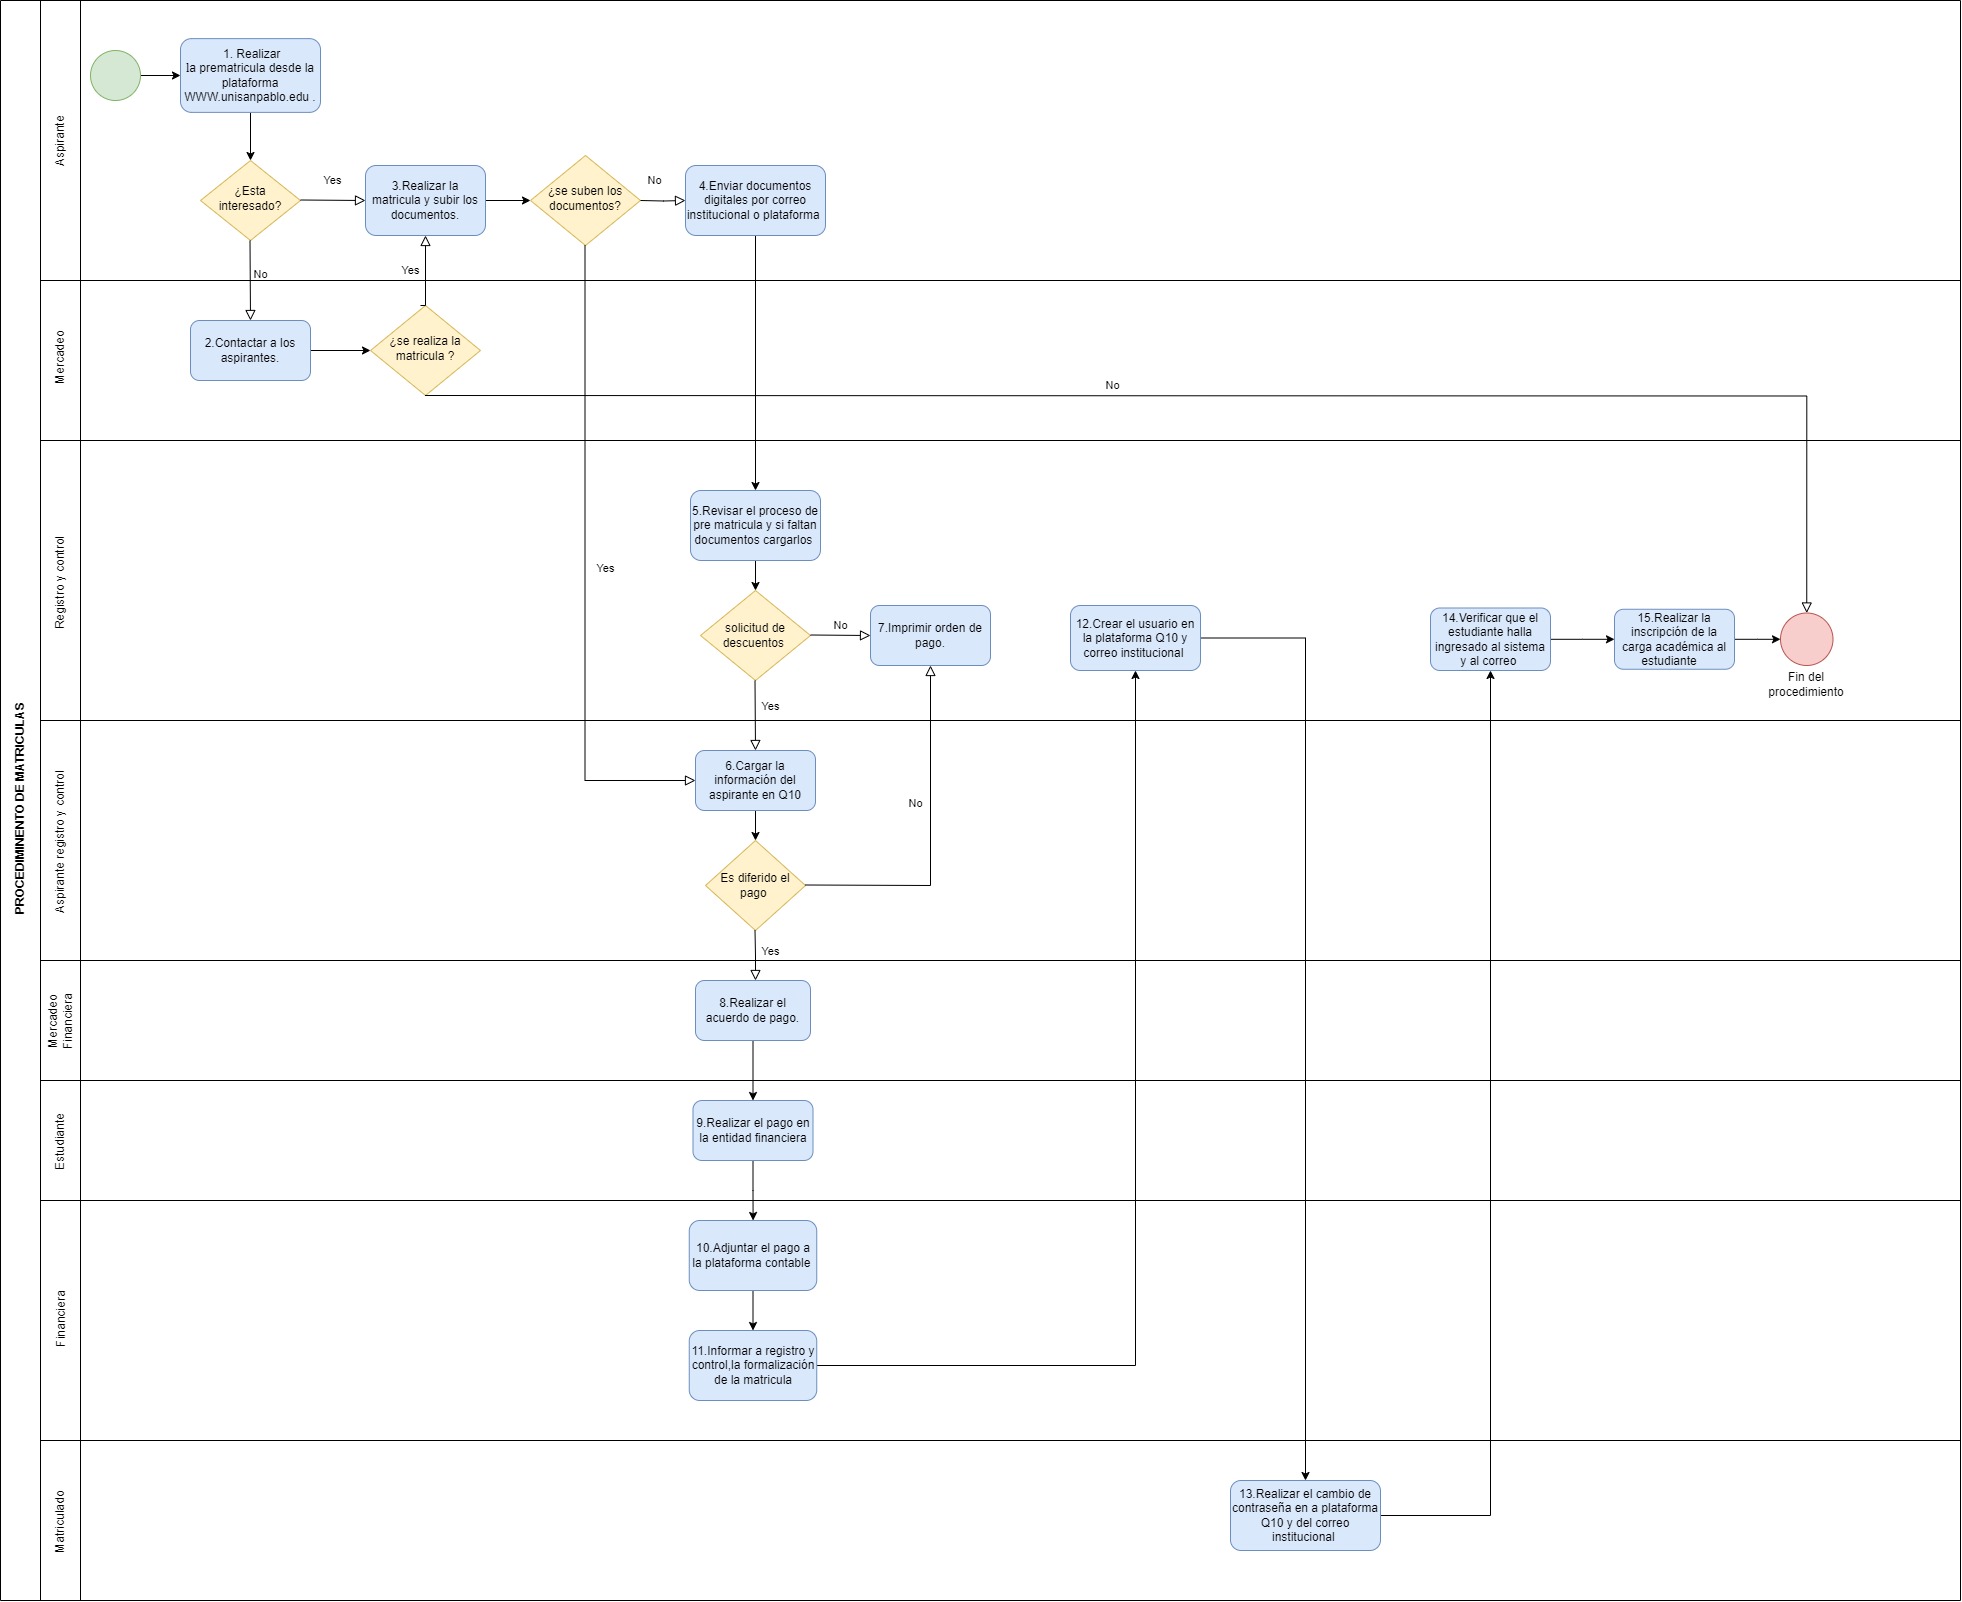 PROCEDIMINENTO DE MATRICULAS
Aspirante
1. Realizar
la prematricula desde la
plataforma
WWW.unisanpablo.edu .
¿Esta
interesado?
Yes
3.Realizar la
matricula y subir los
documentos.
¿se suben los
documentos?
No
4.Enviar documentos
digitales por correo
institucional o plataforma
No
Yes
Mercadeo
2.Contactar a los
aspirantes.
¿se realiza la
matricula ?
No
Registro y control
5.Revisar el proceso de
pre matricula y si faltan
documentos cargarlos
Yes
solicitud de
descuentos
No
7.Imprimir orden de
pago.
12.Crear el usuario en
la plataforma Q10 y
correo institucional
14.Verificar que el
estudiante halla
ingresado al sistema
y al correo
15.Realizar la
inscripción de la
carga académica al
estudiante
Fin del
procedimiento
Yes
Aspirante registro y control
6.Cargar la
información del
aspirante en Q10
No
Es diferido el
pago
Yes
Mercadeo
Financiera
8.Realizar el
acuerdo de pago.
Estudiante
9.Realizar el pago en
la entidad financiera
Financiera
10.Adjuntar el pago a
la plataforma contable
11.Informar a registro y
control,la formalización
de la matricula
Matriculado
13.Realizar el cambio de
contraseña en a plataforma
Q10 y del correo
institucional